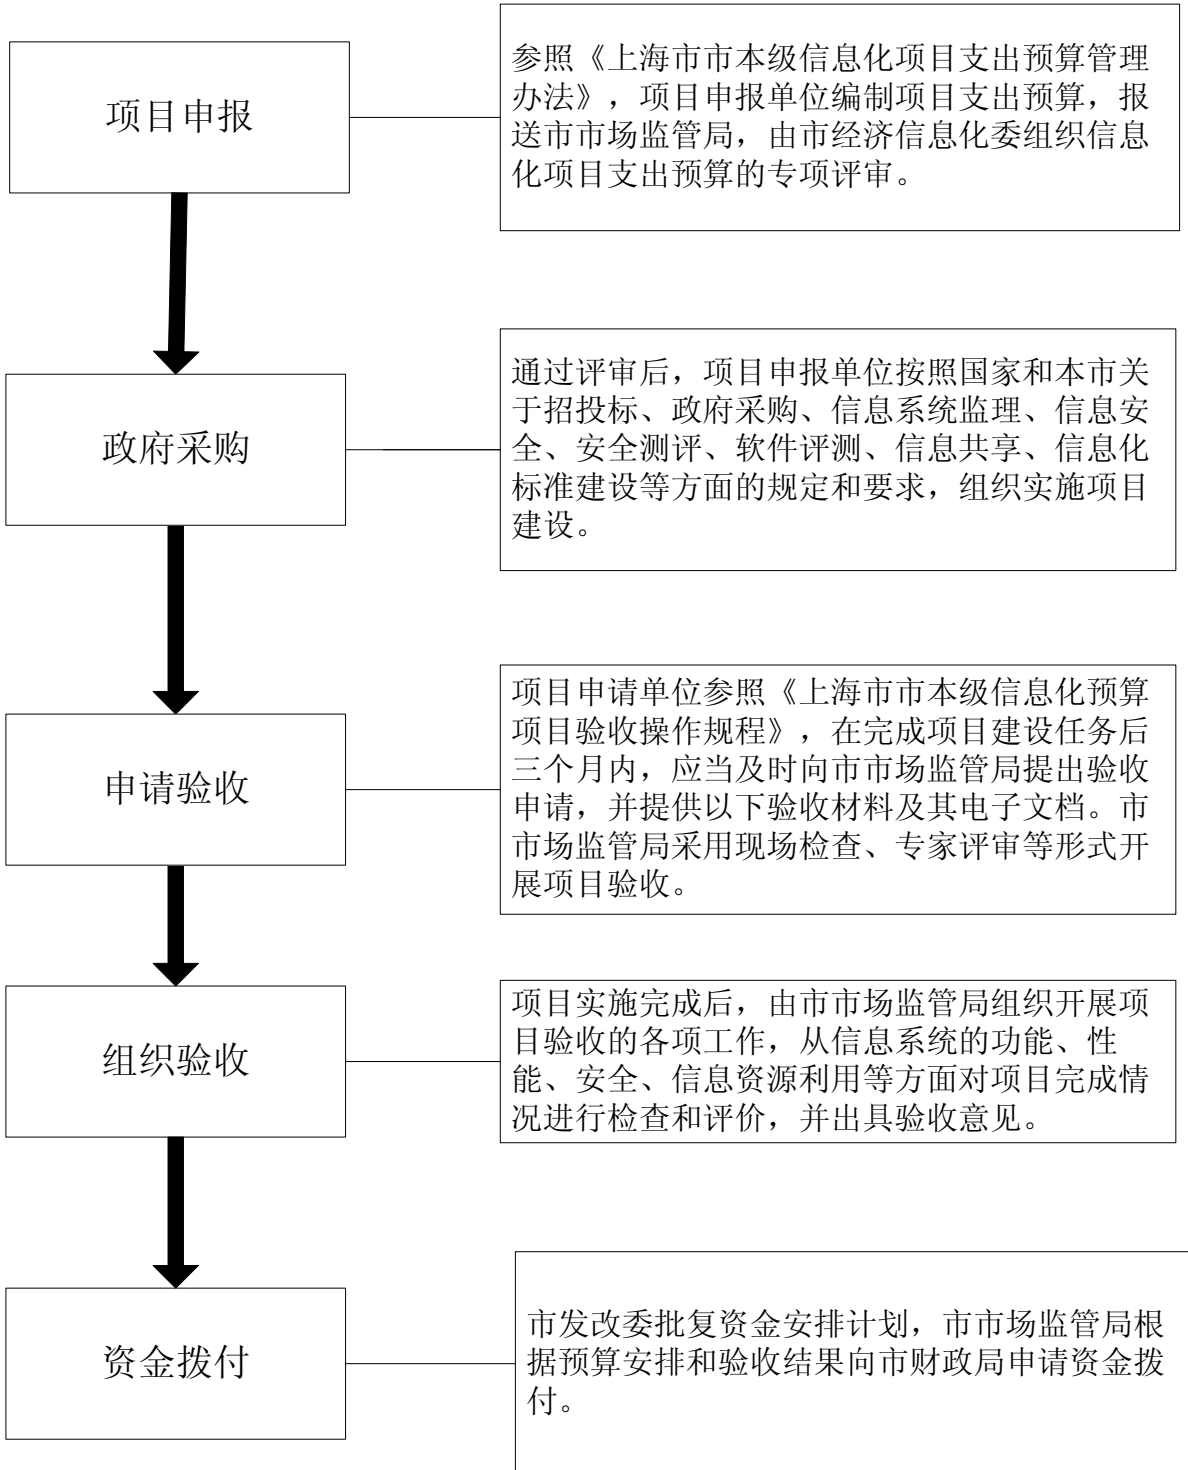 项目申报
参照《上海市市本级信息化项目支出预算管理
办法》，项目申报单位编制项目支出预算，报
送市市场监管局，由市经济信息化委组织信息
化项目支出预算的专项评审。
政府采购
通过评审后，项目申报单位按照国家和本市关
于招投标、政府采购、信息系统监理、信息安
全、安全测评、软件评测、信息共享、信息化
标准建设等方面的规定和要求，组织实施项目
建设。
申请验收
项目申请单位参照《上海市市本级信息化预算
项目验收操作规程》，在完成项目建设任务后
三个月内，应当及时向市市场监管局提出验收
申请，并提供以下验收材料及其电子文档。市
市场监管局采用现场检查、专家评审等形式开
展项目验收。
组织验收
项目实施完成后，由市市场监管局组织开展项
目验收的各项工作，从信息系统的功能、性
能、安全、信息资源利用等方面对项目完成情
况进行检查和评价，并出具验收意见。
资金拨付
市发改委批复资金安排计划，市市场监管局根
据预算安排和验收结果向市财政局申请资金拨
付。